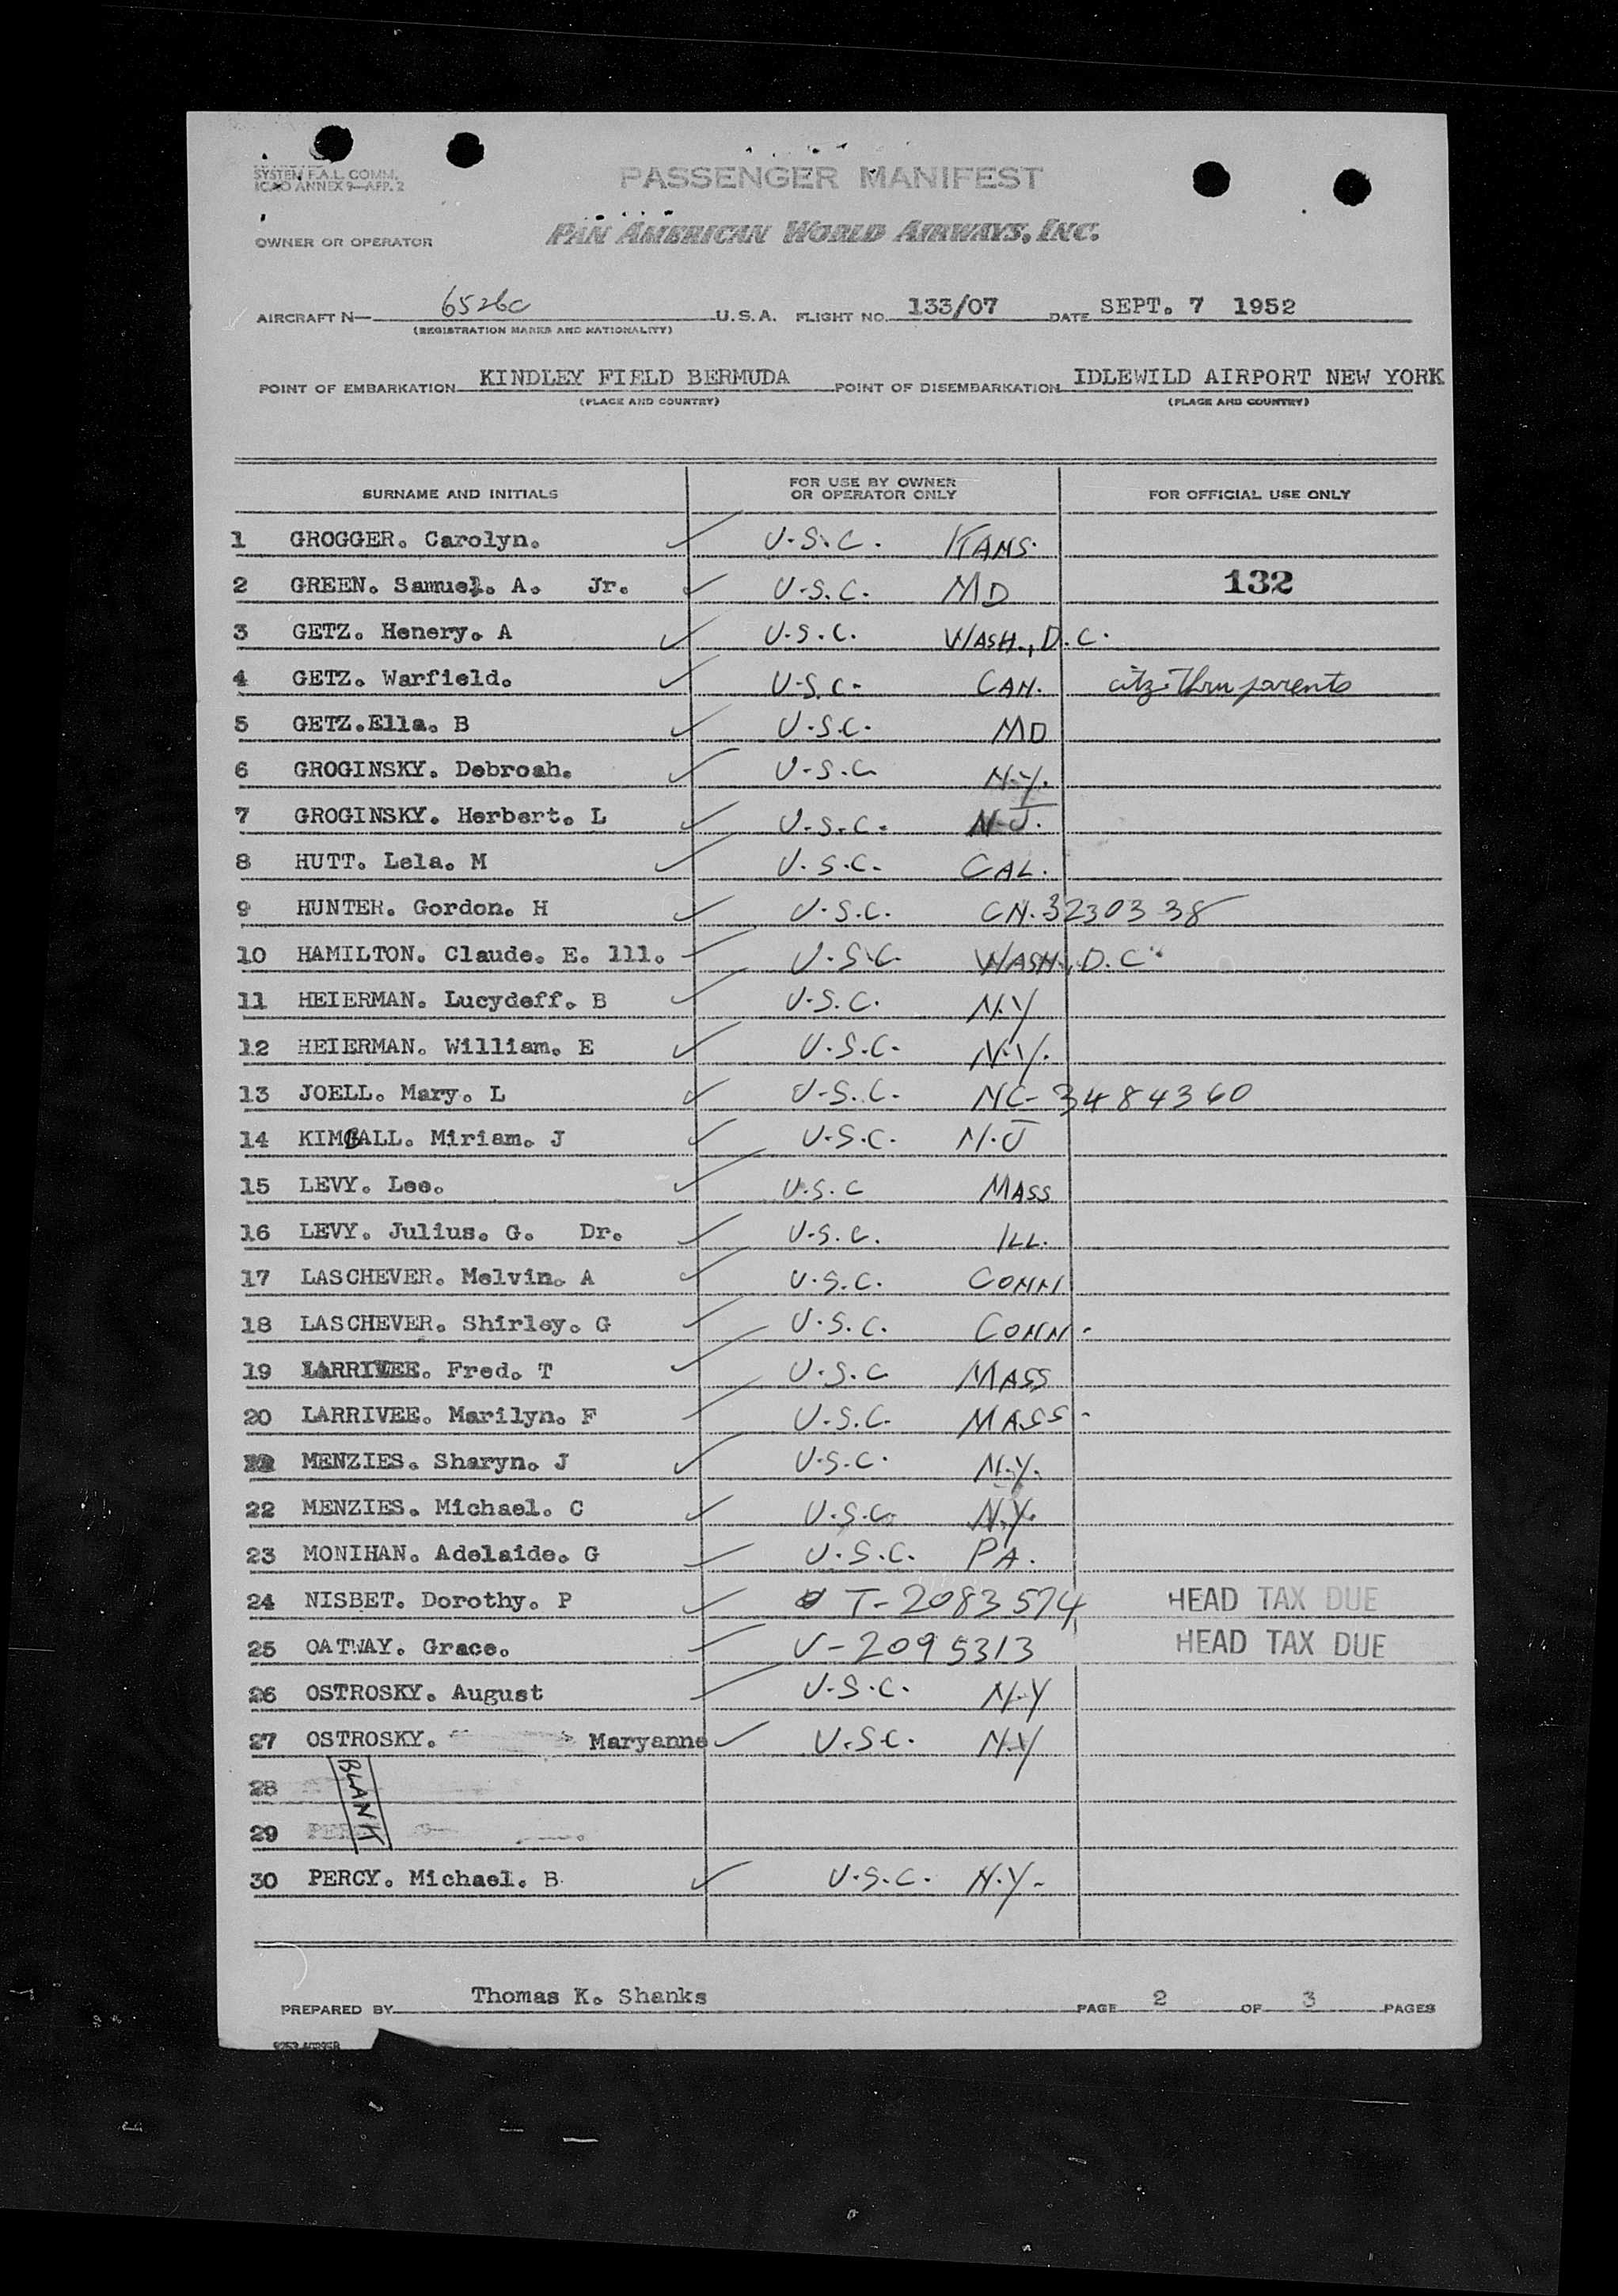 SYSTEM F.A.L. COMM.
ICAO ANNEX 9—APP. 2
PASSENGER MANIFEST
OWNER OR OPERATOR PAN AMERICAN WORLD AIRWAYS, INC.
AIRCRAFT N— 6526C U.S.A. FLIGHT NO. 133/07 DATE SEPT. 7 1952
(REGISTRATION MARKS AND NATIONALITY)
POINT OF EMBARKATION KINDLEY FIELD BERMUDA POINT OF DISEMBARKATION IDLEWILD AIRPORT NEW YORK
(PLACE AND COUNTRY) (PLACE AND COUNTRY)
SURNAME AND INITIALS FOR USE BY OWNER OR OPERATOR ONLY FOR OFFICIAL USE ONLY
1 GROGGER. Carolyn. ✓ U.S.C. KANS.
2 GREEN. Samuel. A. Jr. ✓ U.S.C. MD 132
3 GETZ. Henery. A ✓ U.S.C. WASH., D.C.
4 GETZ. Warfield. ✓ U.S.C. CAN. citz. thru parents
5 GETZ.Ella. B ✓ U.S.C. MD
6 GROGINSKY. Debroah. ✓ U.S.C N.Y.
7 GROGINSKY. Herbert. L ✓ U.S.C. N.J.
8 HUTT. Lela. M ✓ U.S.C. CAL.
9 HUNTER. Gordon. H ✓ U.S.C. CN. 3230338
10 HAMILTON. Claude. E. 111. ✓ U.S.C. WASH., D.C.
11 HEIERMAN. Lucydeff. B ✓ U.S.C. N.Y
12 HEIERMAN. William. E ✓ U.S.C. N.Y.
13 JOELL. Mary. L ✓ U.S.C. NC- 3484360
14 KIMBALL. Miriam. J ✓ U.S.C. N.J
15 LEVY. Lee. ✓ U.S.C MASS
16 LEVY. Julius. G. Dr. ✓ U.S.C. ILL.
17 LASCHEVER. Melvin. A ✓ U.S.C. CONN
18 LASCHEVER. Shirley. G ✓ U.S.C. CONN.
19 LARRIVEE. Fred. T ✓ U.S.C MASS
20 LARRIVEE. Marilyn. F ✓ U.S.C. MASS.
MENZIES. Sharyn. J ✓ U.S.C. N.Y.
22 MENZIES. Michael. C ✓ U.S.C. N.Y.
23 MONIHAN. Adelaide. G ✓ U.S.C. PA.
24 NISBET. Dorothy. P ✓ T-2083574 HEAD TAX DUE
25 OATWAY. Grace. ✓ V-2095313 HEAD TAX DUE
26 OSTROSKY. August ✓ U.S.C. N.Y
27 OSTROSKY. Maryanne ✓ U.S.C. N.Y
28 BLANK
29
30 PERCY. Michael. B ✓ U.S.C. N.Y.
PREPARED BY Thomas K. Shanks PAGE 2 OF 3 PAGES